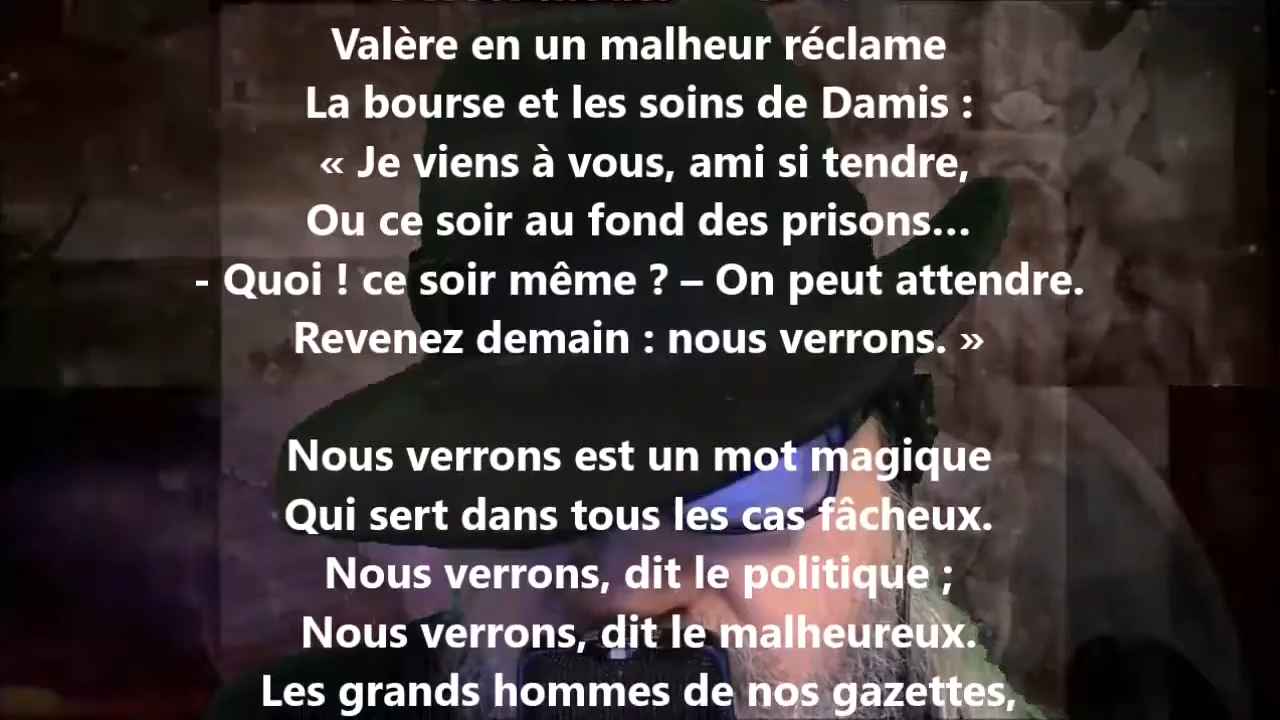 Valère en un malheur réclame
La bourse et les soins de Damis :
« Je viens à vous, ami si tendre,
Ou ce soir au fond des prisons...
- Quoi ! ce soir même ? – On peut attendre.
Revenez demain : nous verrons. »
Nous verrons est un mot magique
Qui sert dans tous les cas fâcheux.
Nous verrons, dit le politique ;
Nous verrons, dit le malheureux.
Les grands hommes de nos gazettes,